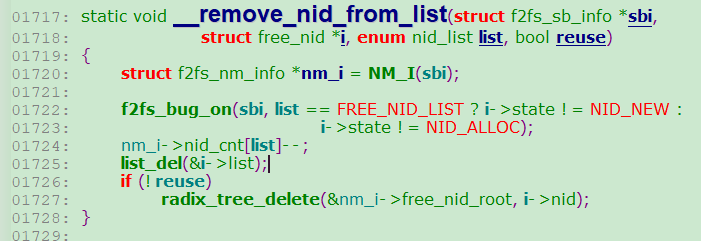 01717: static void __remove_nid_from_list(struct f2fs_sb_info *sbi,
01718: struct free_nid *i, enum nid_list list, bool reuse)
01719: {
01720: struct f2fs_nm_info *nm_i = NM_I(sbi);
01721:
01722: f2fs_bug_on(sbi, list == FREE_NID_LIST ? i->state != NID_NEW :
01723: i->state != NID_ALLOC);
01724: nm_i->nid_cnt[list]--;
01725: list_del(&i->list);
01726: if (!reuse)
01727: radix_tree_delete(&nm_i->free_nid_root, i->nid);
01728: }
01729: